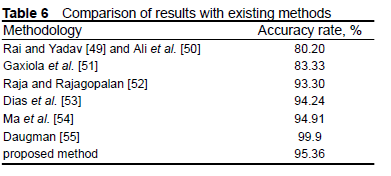 Table 6 Comparison of results with existing methods
Methodology Accuracy rate, %
Rai and Yadav [49] and Ali et al. [50] 80.20
Gaxiola et al. [51] 83.33
Raja and Rajagopalan [52] 93.30
Dias et al. [53] 94.24
Ma et al. [54] 94.91
Daugman [55] 99.9
proposed method 95.36